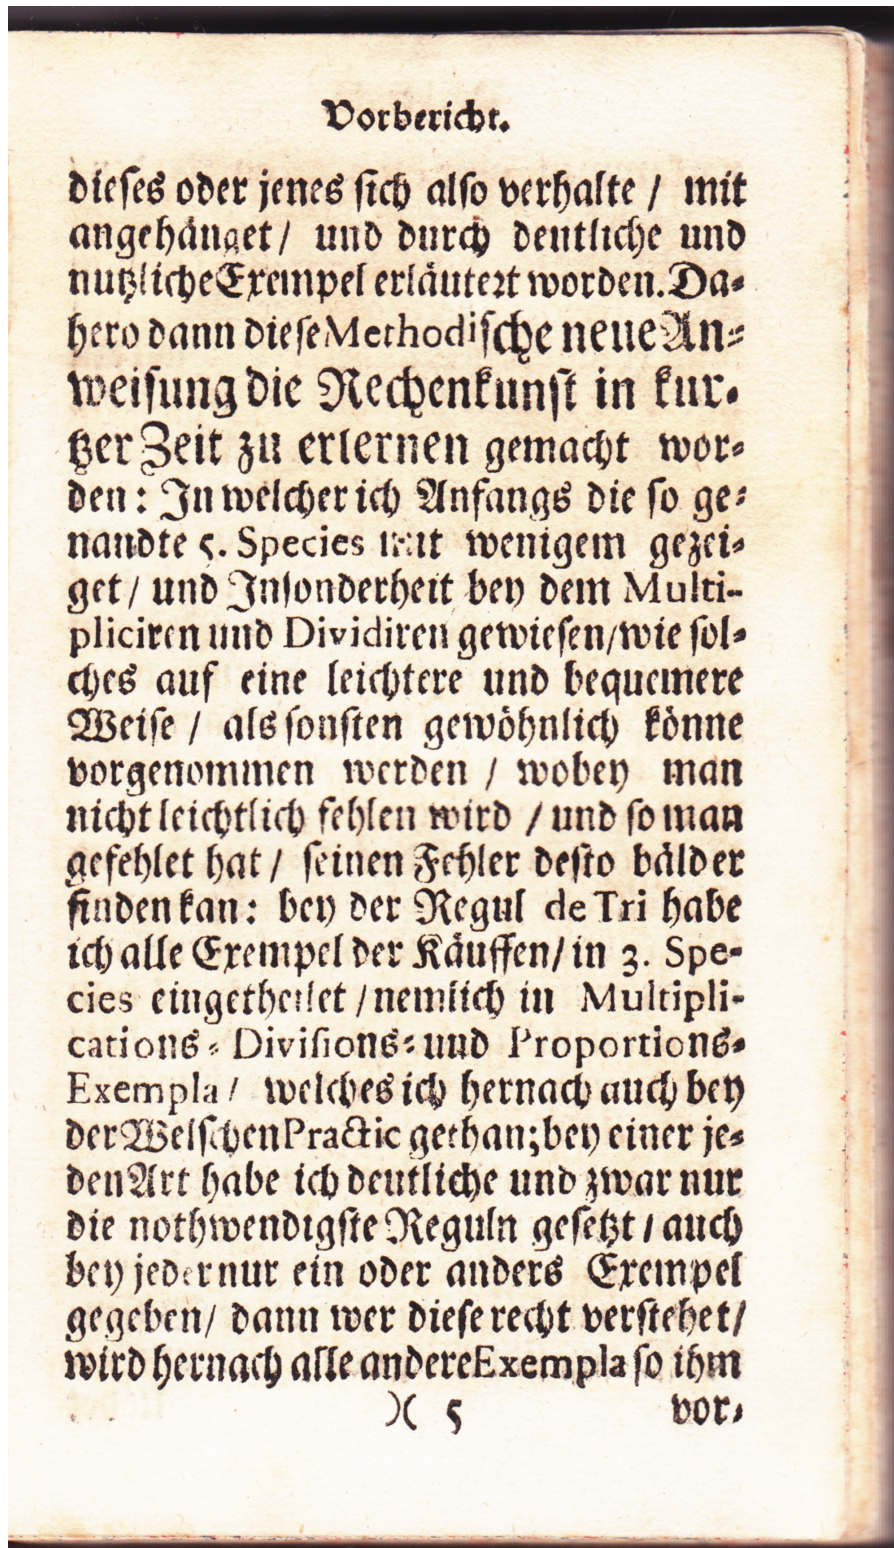 Vorbericht.
dieses oder jenes sich also verhalte / mit
angehänget / und durch deutliche und
nutzliche Exempel erläutert worden. Da-
hero dann diese Methodische neue An-
weisung die Rechenkunst in kur-
tzer Zeit zu erlernen gemacht wor-
den: In welcher ich Anfangs die so ge-
nandte 5. Species mit wenigem gezei-
get / und Insonderheit bey dem Multi-
pliciren und Dividiren gewiesen / wie sol-
ches auf eine leichtere und bequemere
Weise / als sonsten gewöhnlich könne
vorgenommen werden / wobey man
nicht leichtlich fehlen wird / und so man
gefehlet hat / seinen Fehler desto bälder
finden kan: bey der Regul de Tri habe
ich alle Exempel der Käuffen / in 3. Spe-
cies eingetheilet / nemlich in Multipli-
cations- Divisions- und Proportions-
Exempla / welches ich hernach auch bey
der Welschen Practic gethan; bey einer je-
den Art habe ich deutliche und zwar nur
die nothwendigste Reguln gesetzt / auch
bey jeder nur ein oder anders Exempel
gegeben / dann wer diese recht verstehet /
wird hernach alle andere Exempla so ihm
)( 5 vor-